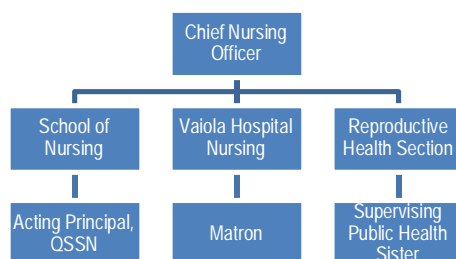 Chief Nursing
Officer
School of
Nursing
Vaiola Hospital
Nursing
Reproductive
Health Section
Acting Principal,
QSSN
Matron
Supervising
Public Health
Sister